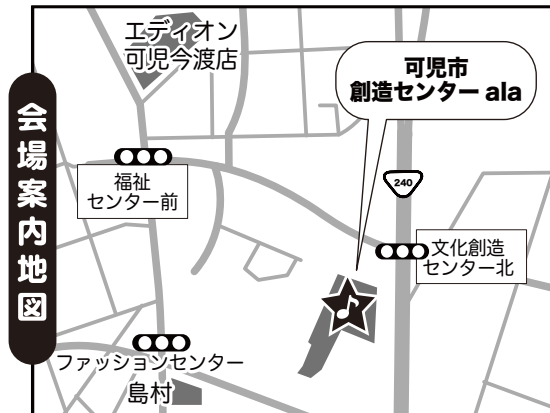 会場案内地図
エディオン
可児今渡店
可児市
創造センター ala
福祉
センター前
240
文化創造
センター北
ファッションセンター
島村